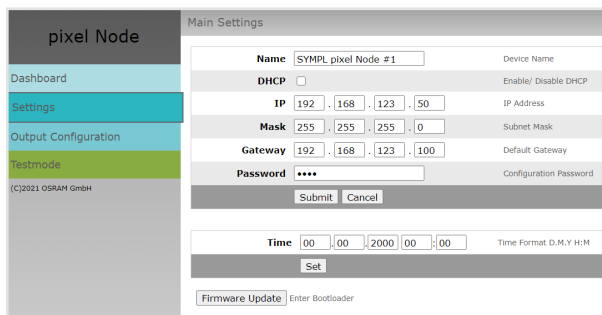 pixel Node
Dashboard
Settings
Output Configuration
Testmode
(C)2021 OSRAM GmbH
Main Settings
Name SYMPL pixel Node #1 Device Name
DHCP Enable/ Disable DHCP
IP 192 . 168 . 123 . 50 IP Address
Mask 255 . 255 . 255 . 0 Subnet Mask
Gateway 192 . 168 . 123 . 100 Default Gateway
Password •••• Configuration Password
Submit Cancel
Time 00 . 00 . 2000 00 : 00 Time Format D.M.Y H:M
Set
Firmware Update Enter Bootloader